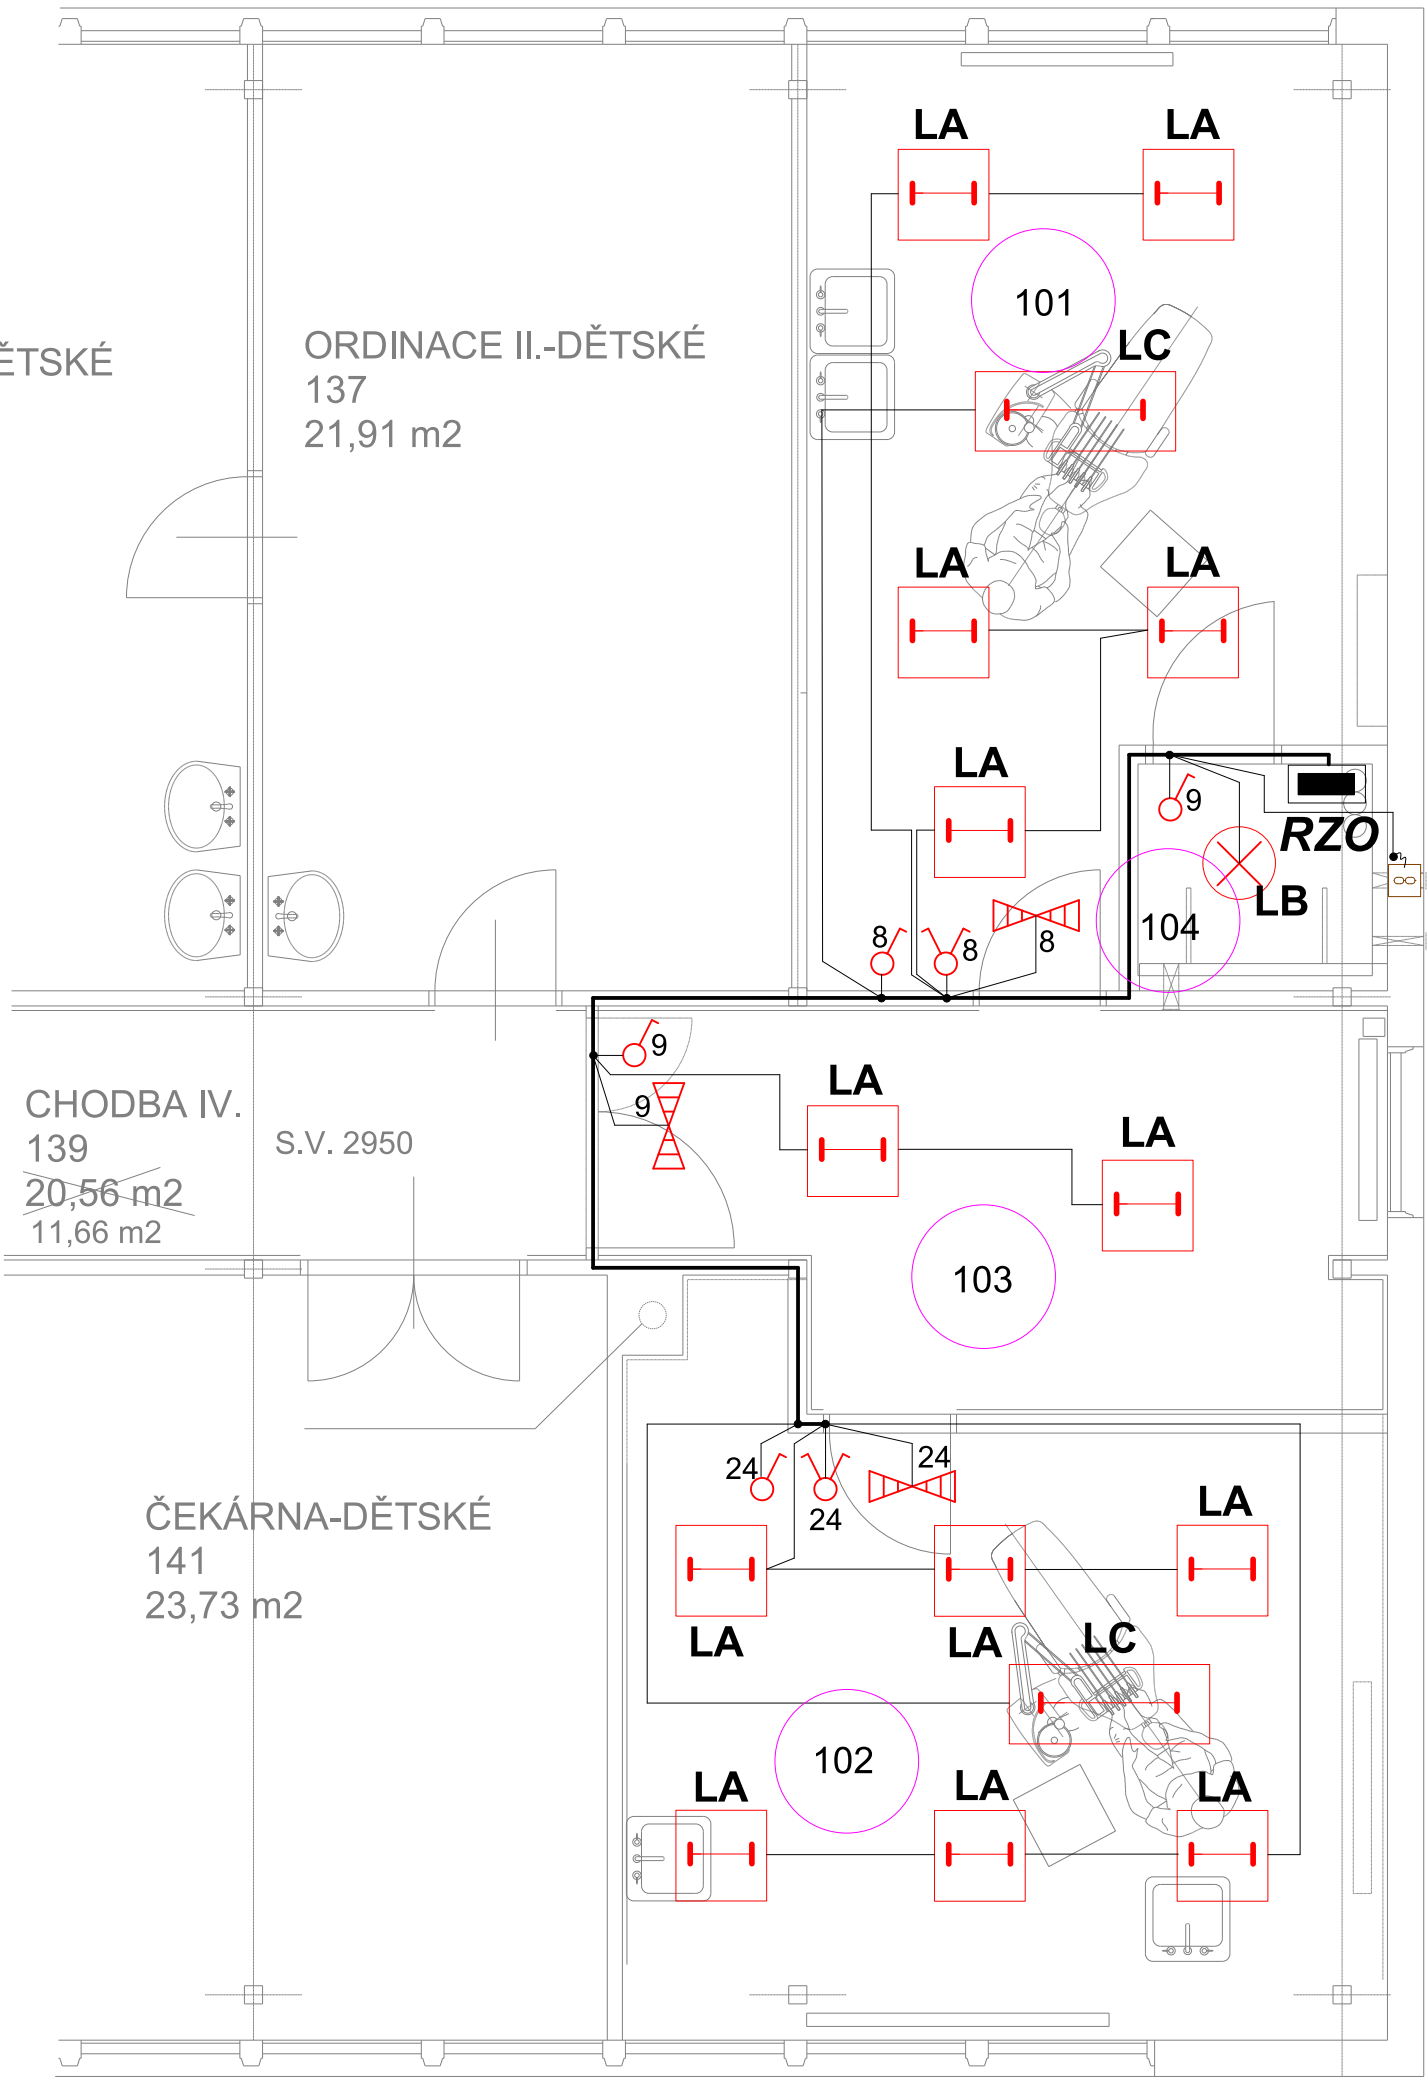 LA
LA
101
LC
ORDINACE II.-DĚTSKÉ
137
21,91 m2
ĚTSKÉ
LA
LA
LA
9
RZO
LB
104
8
8
8
9
9
CHODBA IV.
139
20,56 m2
11,66 m2
S.V. 2950
LA
LA
103
24
24
24
ČEKÁRNA-DĚTSKÉ
141
23,73 m2
LA
LA
LA
LC
102
LA
LA
LA